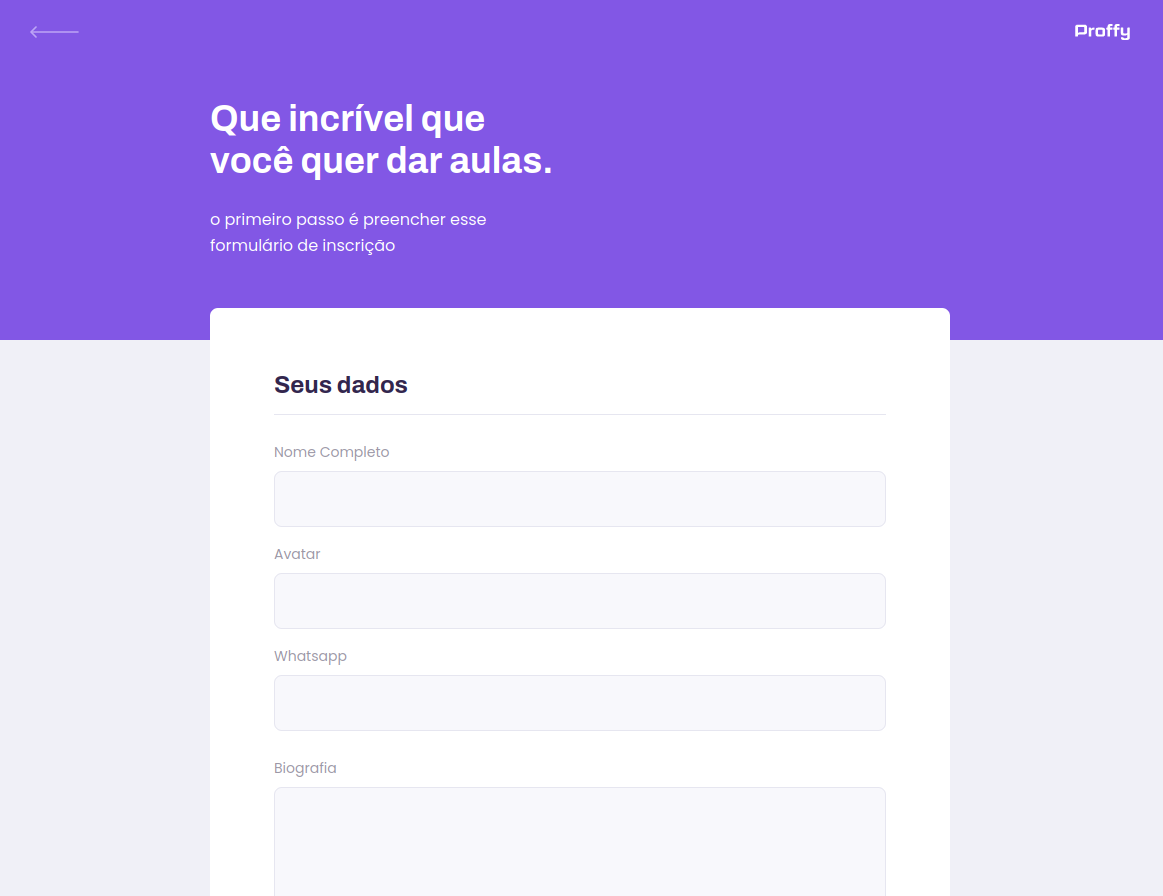 Proffy
Que incrível que
você quer dar aulas.
o primeiro passo é preencher esse
formulário de inscrição
Seus dados
Nome Completo
Avatar
Whatsapp
Biografia